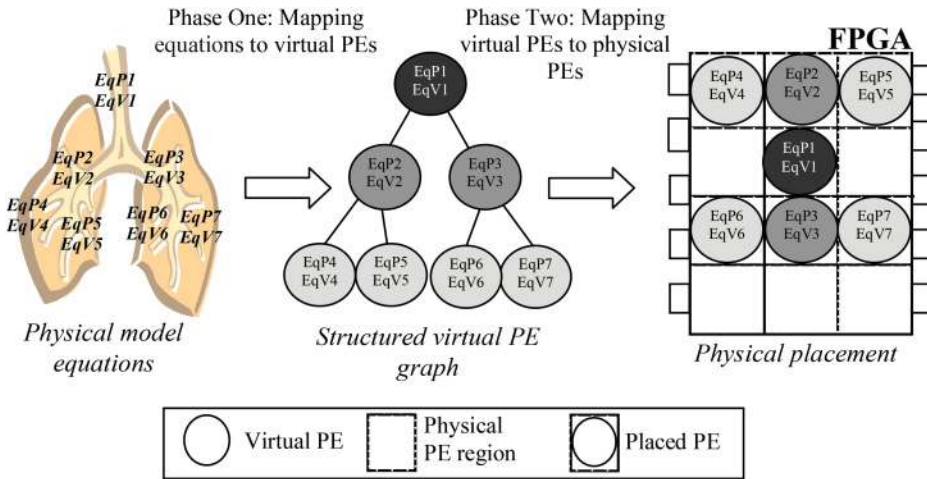 Phase One: Mapping
equations to virtual PEs
Phase Two: Mapping
virtual PEs to physical
PEs
FPGA
EqP1
EqV1
EqP2
EqV2
EqP3
EqV3
EqP4
EqV4
EqP5
EqV5
EqP6
EqV6
EqP7
EqV7
Physical model
equations
EqP1
EqV1
EqP2
EqV2
EqP3
EqV3
EqP4
EqV4
EqP5
EqV5
EqP6
EqV6
EqP7
EqV7
Structured virtual PE
graph
EqP4
EqV4
EqP2
EqV2
EqP5
EqV5
EqP1
EqV1
EqP6
EqV6
EqP3
EqV3
EqP7
EqV7
Physical placement
Virtual PE
Physical
PE region
Placed PE